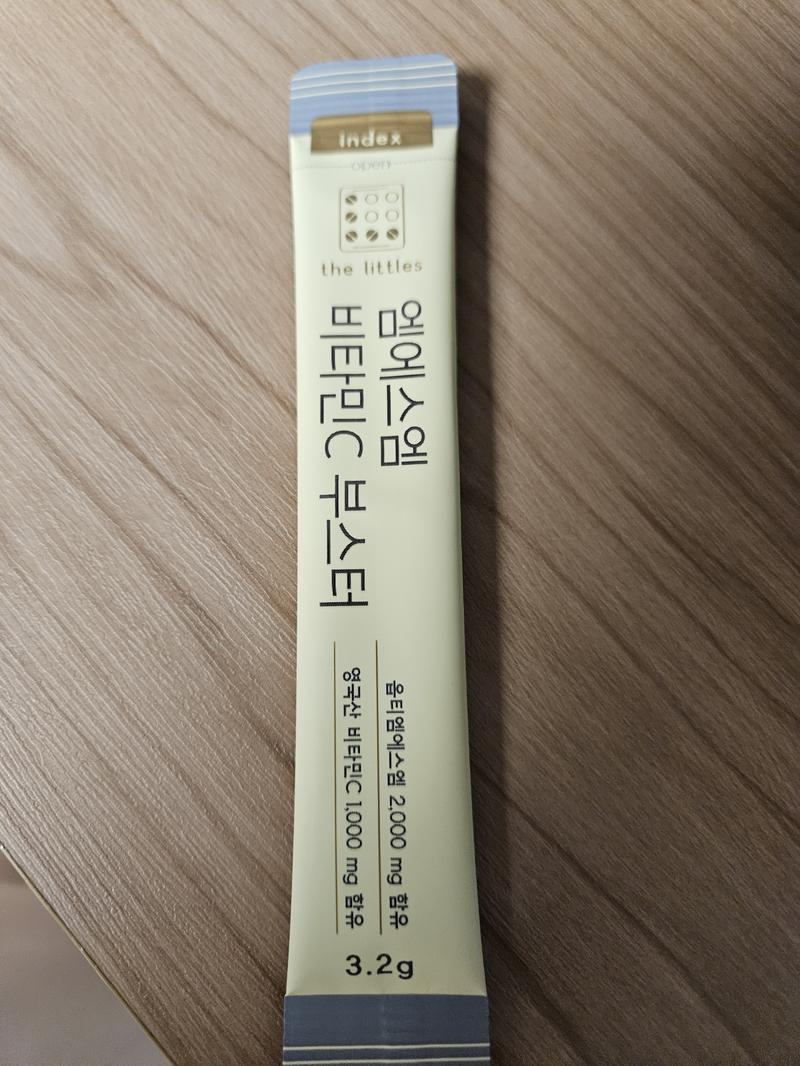 index
open
the littles
엠에스엠
비타민C 부스터
옵티엠에스엠 2,000 mg 함유
영국산 비타민C 1,000 mg 함유
3.2g